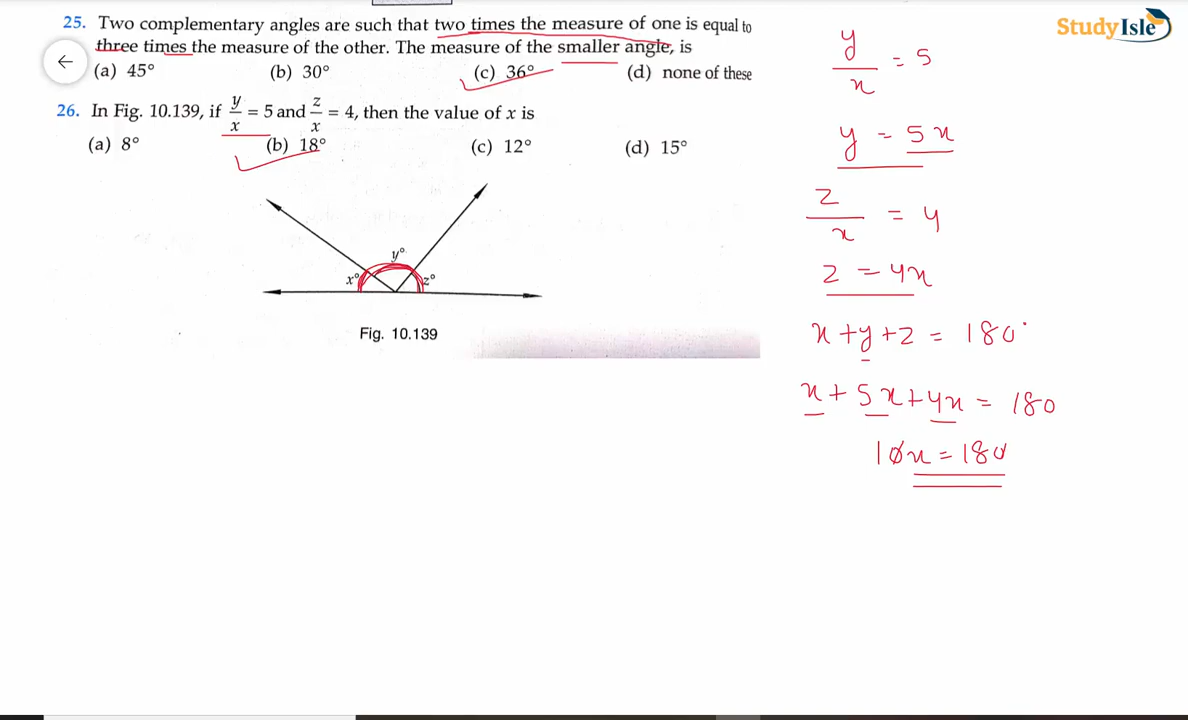 25. Two complementary angles are such that two times the measure of one is equal to
three times the measure of the other. The measure of the smaller angle, is
(a) 45° (b) 30° (c) 36° (d) none of these
26. In Fig. 10.139, if y/x = 5 and z/x = 4, then the value of x is
(a) 8° (b) 18° (c) 12° (d) 15°
y°
x° z°
Fig. 10.139
StudyIsle
y/x = 5
y = 5x
z/x = 4
z = 4x
x + y + z = 180°
x + 5x + 4x = 180
10x = 180